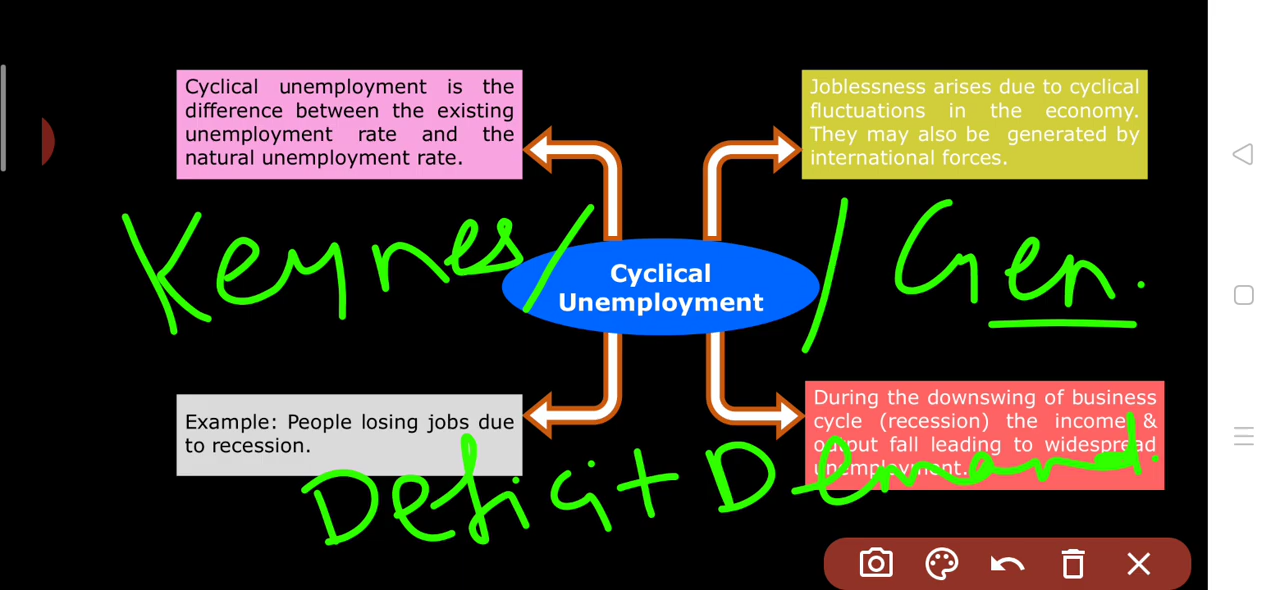 Cyclical unemployment is the
difference between the existing
unemployment rate and the
natural unemployment rate.
Joblessness arises due to cyclical
fluctuations in the economy.
They may also be generated by
international forces.
Keynes/
Cyclical
Unemployment
/ Gen.
Example: People losing jobs due
to recession.
During the downswing of business
cycle (recession) the income &
output fall leading to widespread
unemployment.
Deficit Demand.